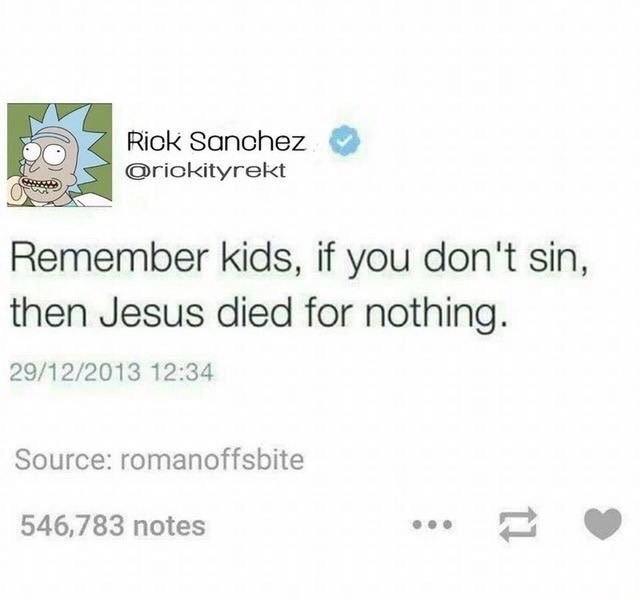 Rick Sanchez
@rickityrekt
Remember kids, if you don't sin,
then Jesus died for nothing.
29/12/2013 12:34
Source: romanoffsbite
546,783 notes